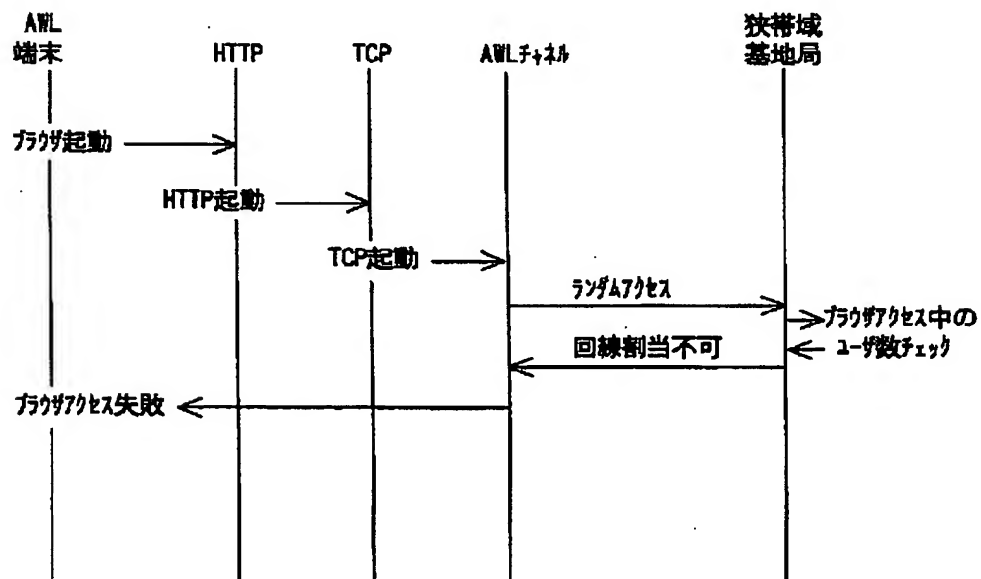 AWL
端末
HTTP
TCP
AWLチャネル
狭帯域
基地局
ブラウザ起動
HTTP起動
TCP起動
ランダムアクセス
ブラウザアクセス中の
ユーザ数チェック
回線割当不可
ブラウザアクセス失敗